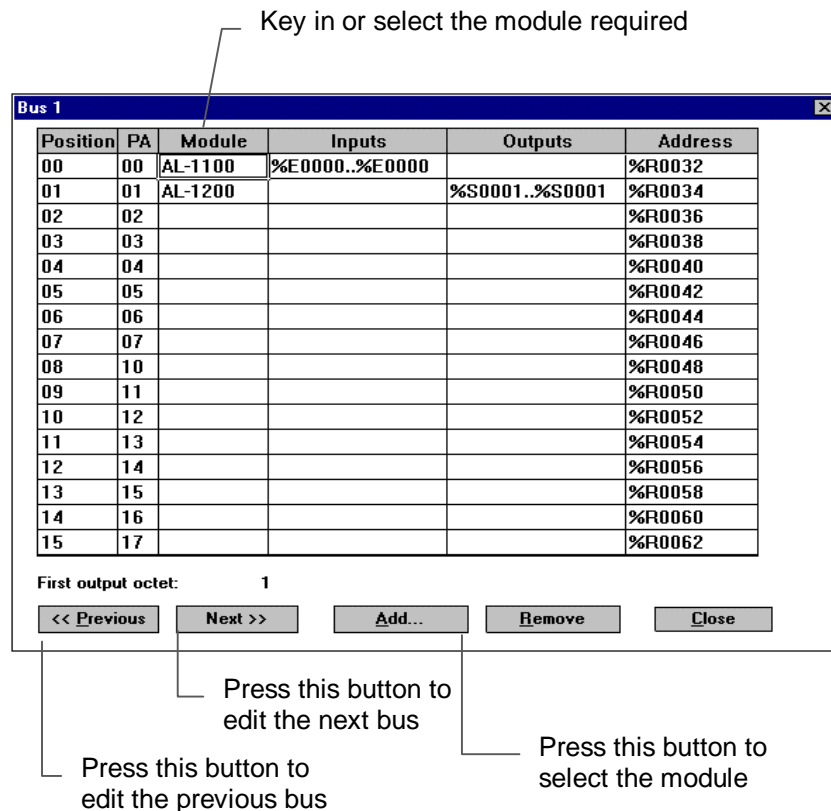 Key in or select the module required
Bus 1
Position PA Module Inputs Outputs Address
00 00 AL-1100 %E0000..%E0000 %R0032
01 01 AL-1200 %S0001..%S0001 %R0034
02 02 %R0036
03 03 %R0038
04 04 %R0040
05 05 %R0042
06 06 %R0044
07 07 %R0046
08 10 %R0048
09 11 %R0050
10 12 %R0052
11 13 %R0054
12 14 %R0056
13 15 %R0058
14 16 %R0060
15 17 %R0062
First output octet: 1
<< Previous Next >> Add... Remove Close
Press this button to
edit the next bus
Press this button to
select the module
Press this button to
edit the previous bus